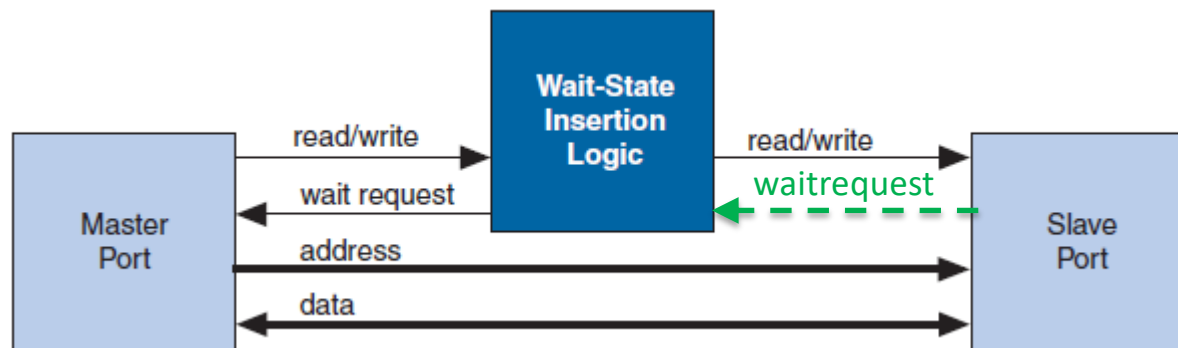 Wait-State
Insertion
Logic
read/write
read/write
wait request
waitrequest
Master
Port
address
Slave
Port
data